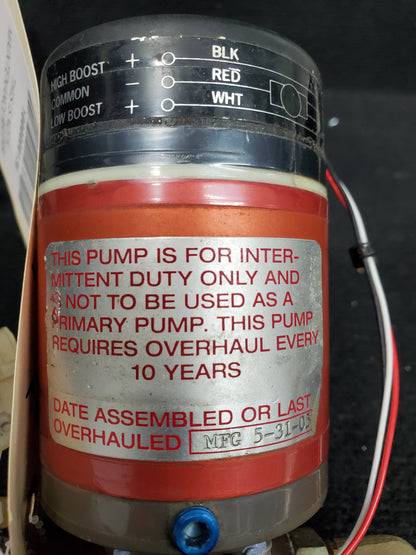 HIGH BOOST + BLK
COMMON - RED
LOW BOOST + WHT
THIS PUMP IS FOR INTER-
MITTENT DUTY ONLY AND
IS NOT TO BE USED AS A
PRIMARY PUMP. THIS PUMP
REQUIRES OVERHAUL EVERY
10 YEARS
DATE ASSEMBLED OR LAST
OVERHAULED MFG 5-31-03